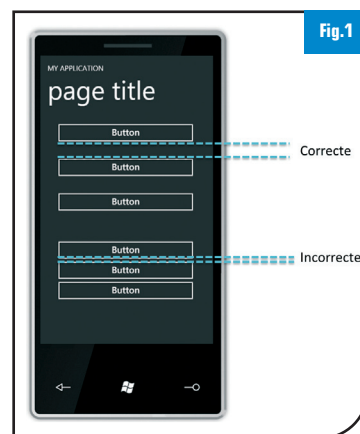 Fig.1
MY APPLICATION
page title
Button
Correcte
Button
Button
Button
Incorrecte
Button
Button